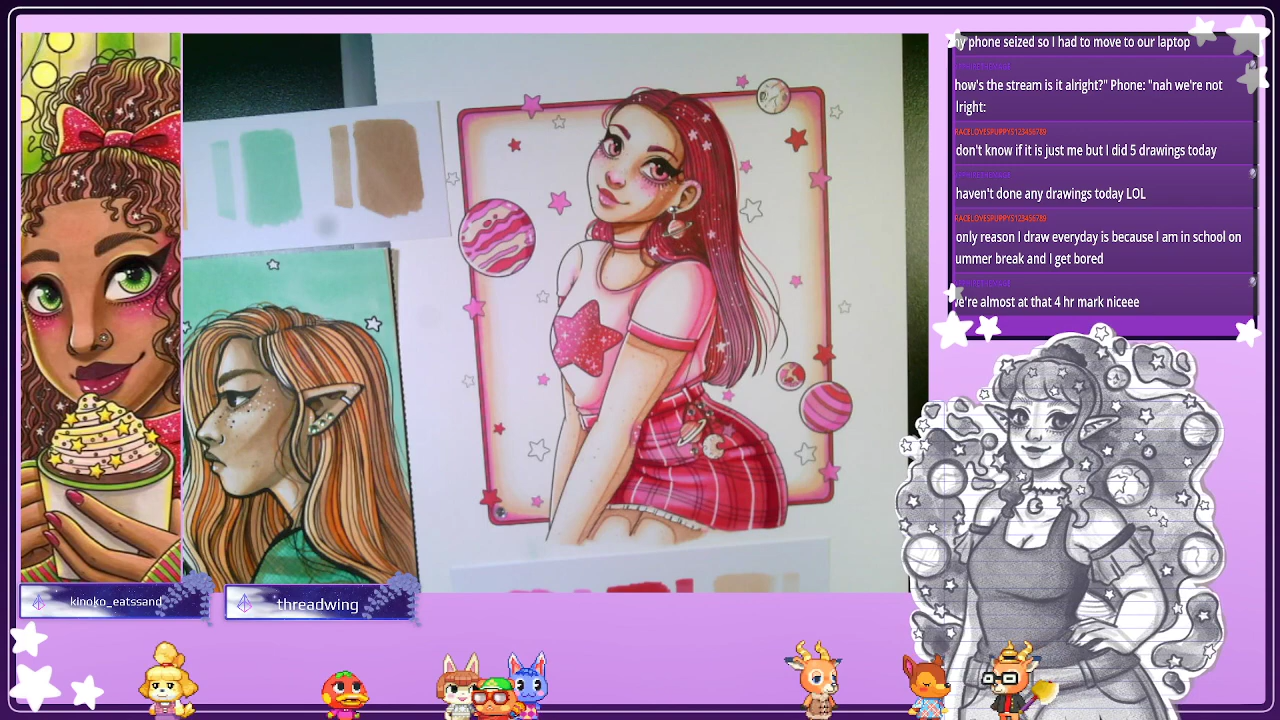 ny phone seized so I had to move to our laptop
how's the stream is it alright?" Phone: "nah we're not
lright:
RACELOVESPUPPYS123456789
don't know if it is just me but I did 5 drawings today
haven't done any drawings today LOL
RACELOVESPUPPYS123456789
only reason I draw everyday is because I am in school on
ummer break and I get bored
e're almost at that 4 hr mark niceee
kinoko_eatssand
threadwing